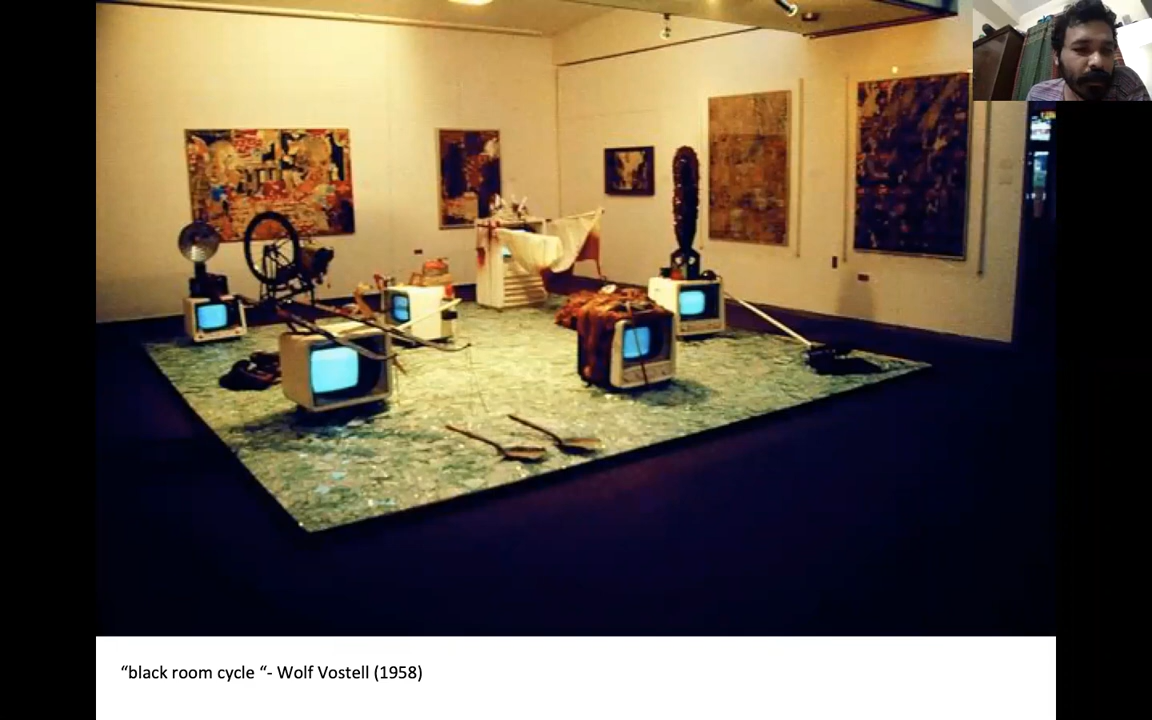 “black room cycle “- Wolf Vostell (1958)